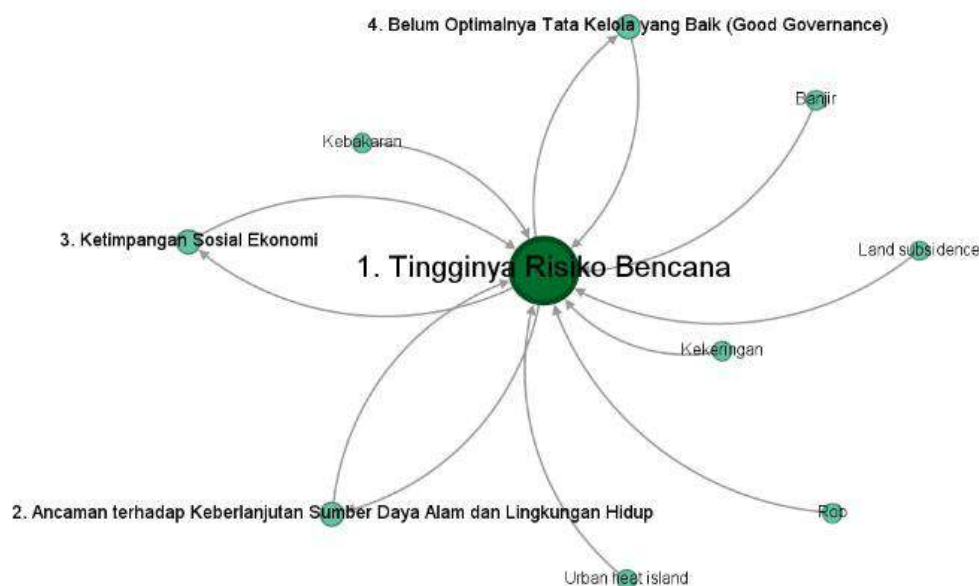 4. Belum Optimalnya Tata Kelola yang Baik (Good Governance)
Banjir
Kebakaran
3. Ketimpangan Sosial Ekonomi
Land subsidence
1. Tingginya Risiko Bencana
Kekeringan
2. Ancaman terhadap Keberlanjutan Sumber Daya Alam dan Lingkungan Hidup
Rob
Urban heat island